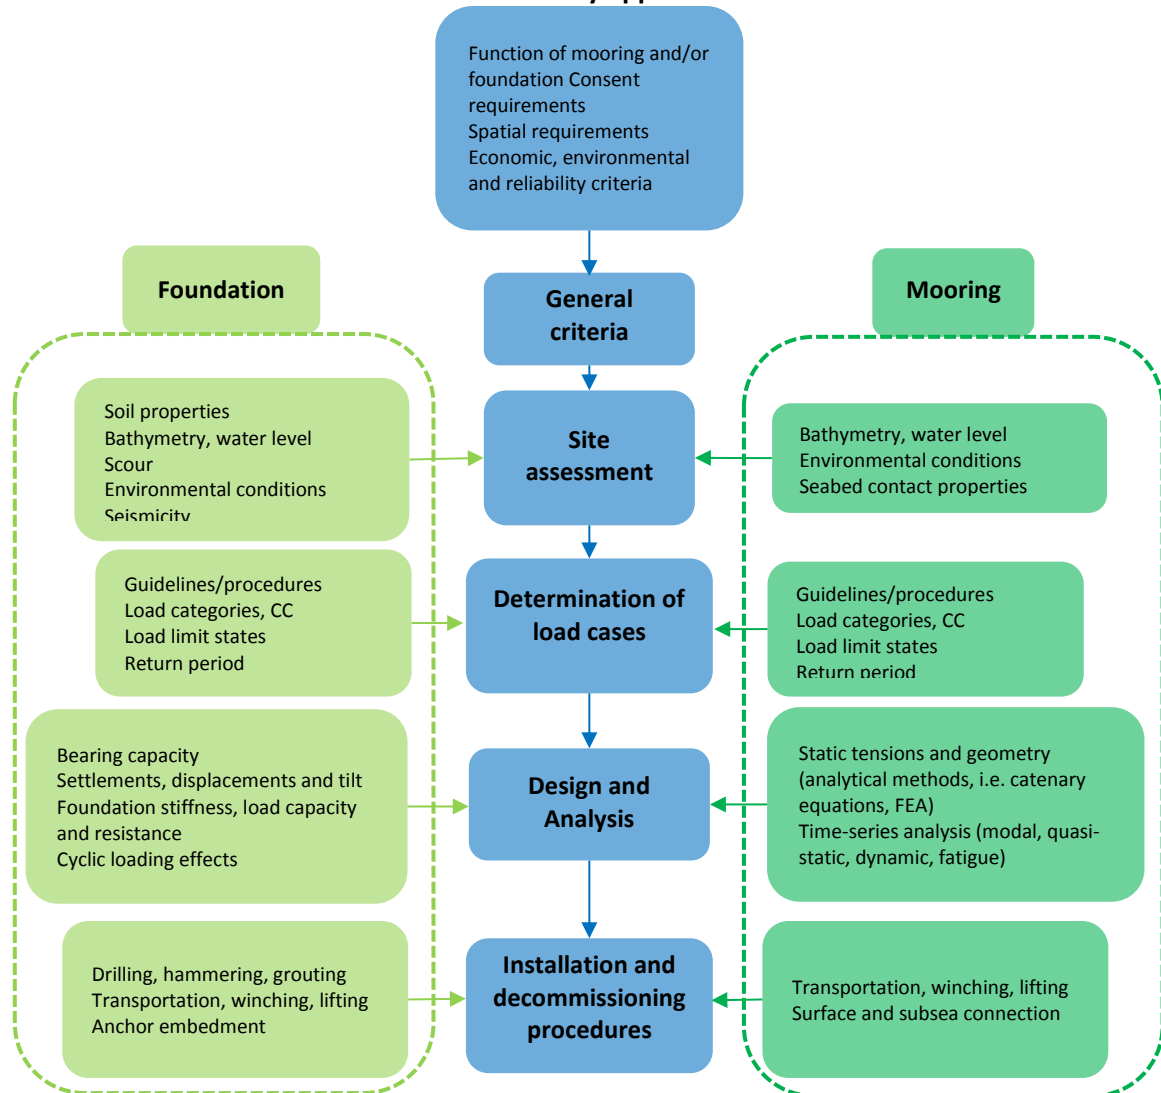 Function of mooring and/or
foundation Consent
requirements
Spatial requirements
Economic, environmental
and reliability criteria
Foundation
General
criteria
Mooring
Soil properties
Bathymetry, water level
Scour
Environmental conditions
Seismicity
Site
assessment
Bathymetry, water level
Environmental conditions
Seabed contact properties
Guidelines/procedures
Load categories, CC
Load limit states
Return period
Determination of
load cases
Guidelines/procedures
Load categories, CC
Load limit states
Return period
Bearing capacity
Settlements, displacements and tilt
Foundation stiffness, load capacity
and resistance
Cyclic loading effects
Design and
Analysis
Static tensions and geometry
(analytical methods, i.e. catenary
equations, FEA)
Time-series analysis (modal, quasi-
static, dynamic, fatigue)
Drilling, hammering, grouting
Transportation, winching, lifting
Anchor embedment
Installation and
decommissioning
procedures
Transportation, winching, lifting
Surface and subsea connection